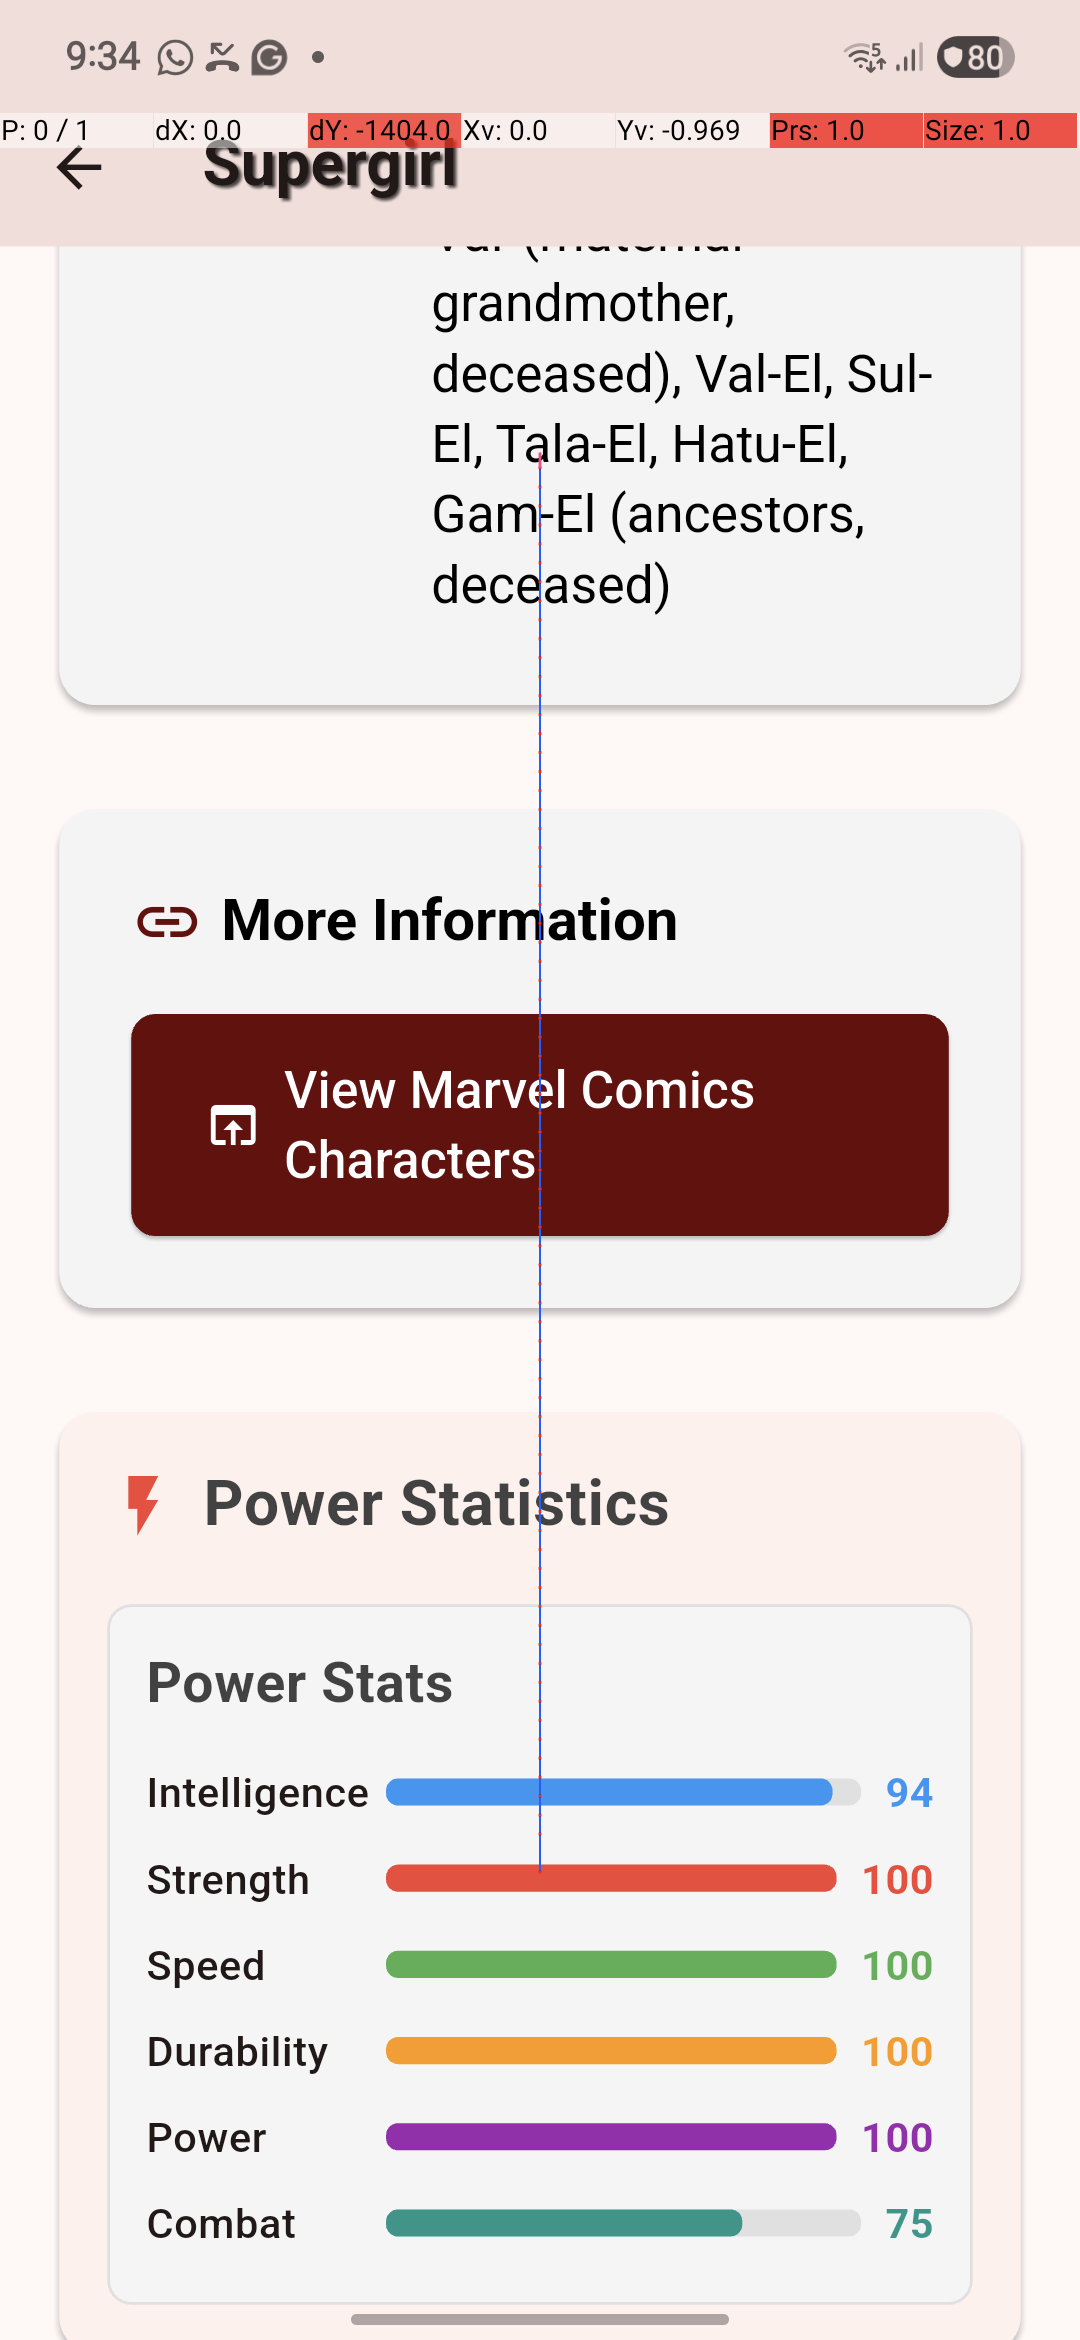 9:34
80
P: 0 / 1 dX: 0.0 dY: -1404.0 Xv: 0.0 Yv: -0.969 Prs: 1.0 Size: 1.0
Supergirl
Val (maternal
grandmother,
deceased), Val-El, Sul-
El, Tala-El, Hatu-El,
Gam-El (ancestors,
deceased)
More Information
View Marvel Comics
Characters
Power Statistics
Power Stats
Intelligence 94
Strength 100
Speed 100
Durability 100
Power 100
Combat 75